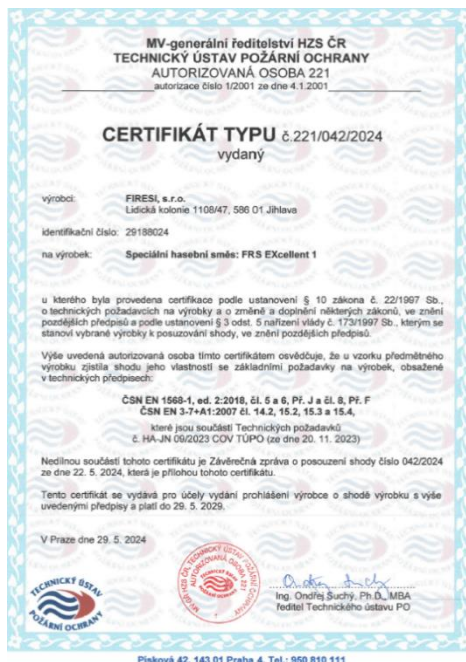 MV-generální ředitelství HZS ČR
TECHNICKÝ ÚSTAV POŽÁRNÍ OCHRANY
AUTORIZOVANÁ OSOBA 221
autorizace číslo 1/2001 ze dne 4.1.2001
CERTIFIKÁT TYPU č.221/042/2024
vydaný
výrobci: FIRESI, s.r.o.
Lidická kolonie 1108/47, 586 01 Jihlava
identifikační číslo: 29188024
na výrobek: Speciální hasební směs: FRS EXcellent 1
u kterého byla provedena certifikace podle ustanovení § 10 zákona č. 22/1997 Sb.,
o technických požadavcích na výrobky a o změně a doplnění některých zákonů, ve znění
pozdějších předpisů a podle ustanovení § 3 odst. 5 nařízení vlády č. 173/1997 Sb., kterým se
stanoví vybrané výrobky k posuzování shody, ve znění pozdějších předpisů.
Výše uvedená autorizovaná osoba tímto certifikátem osvědčuje, že u vzorku předmětného
výrobku zjistila shodu jeho vlastností se základními požadavky na výrobek, obsažené
v technických předpisech:
ČSN EN 1568-1, ed. 2:2018, čl. 5 a 6, Př. J a čl. 8, Př. F
ČSN EN 3-7+A1:2007 čl. 14.2, 15.2, 15.3 a 15.4,
které jsou součástí Technických požadavků
č. HA-JN 09/2023 COV TÚPO (ze dne 20. 11. 2023)
Nedílnou součástí tohoto certifikátu je Závěrečná zpráva o posouzení shody číslo 042/2024
ze dne 22. 5. 2024, která je přílohou tohoto certifikátu.
Tento certifikát se vydává pro účely vydání prohlášení výrobce o shodě výrobku s výše
uvedenými předpisy a platí do 29. 5. 2029.
V Praze dne 29. 5. 2024
TECHNICKÝ ÚSTAV
POŽÁRNÍ OCHRANY
MV-GŘ HZS ČR, TECHNICKÝ ÚSTAV POŽÁRNÍ OCHRANY
AUTORIZOVANÁ OSOBA
Ing. Ondřej Suchý, Ph.D., MBA
ředitel Technického ústavu PO
Písková 42, 143 01 Praha 4, Tel.: 950 810 111